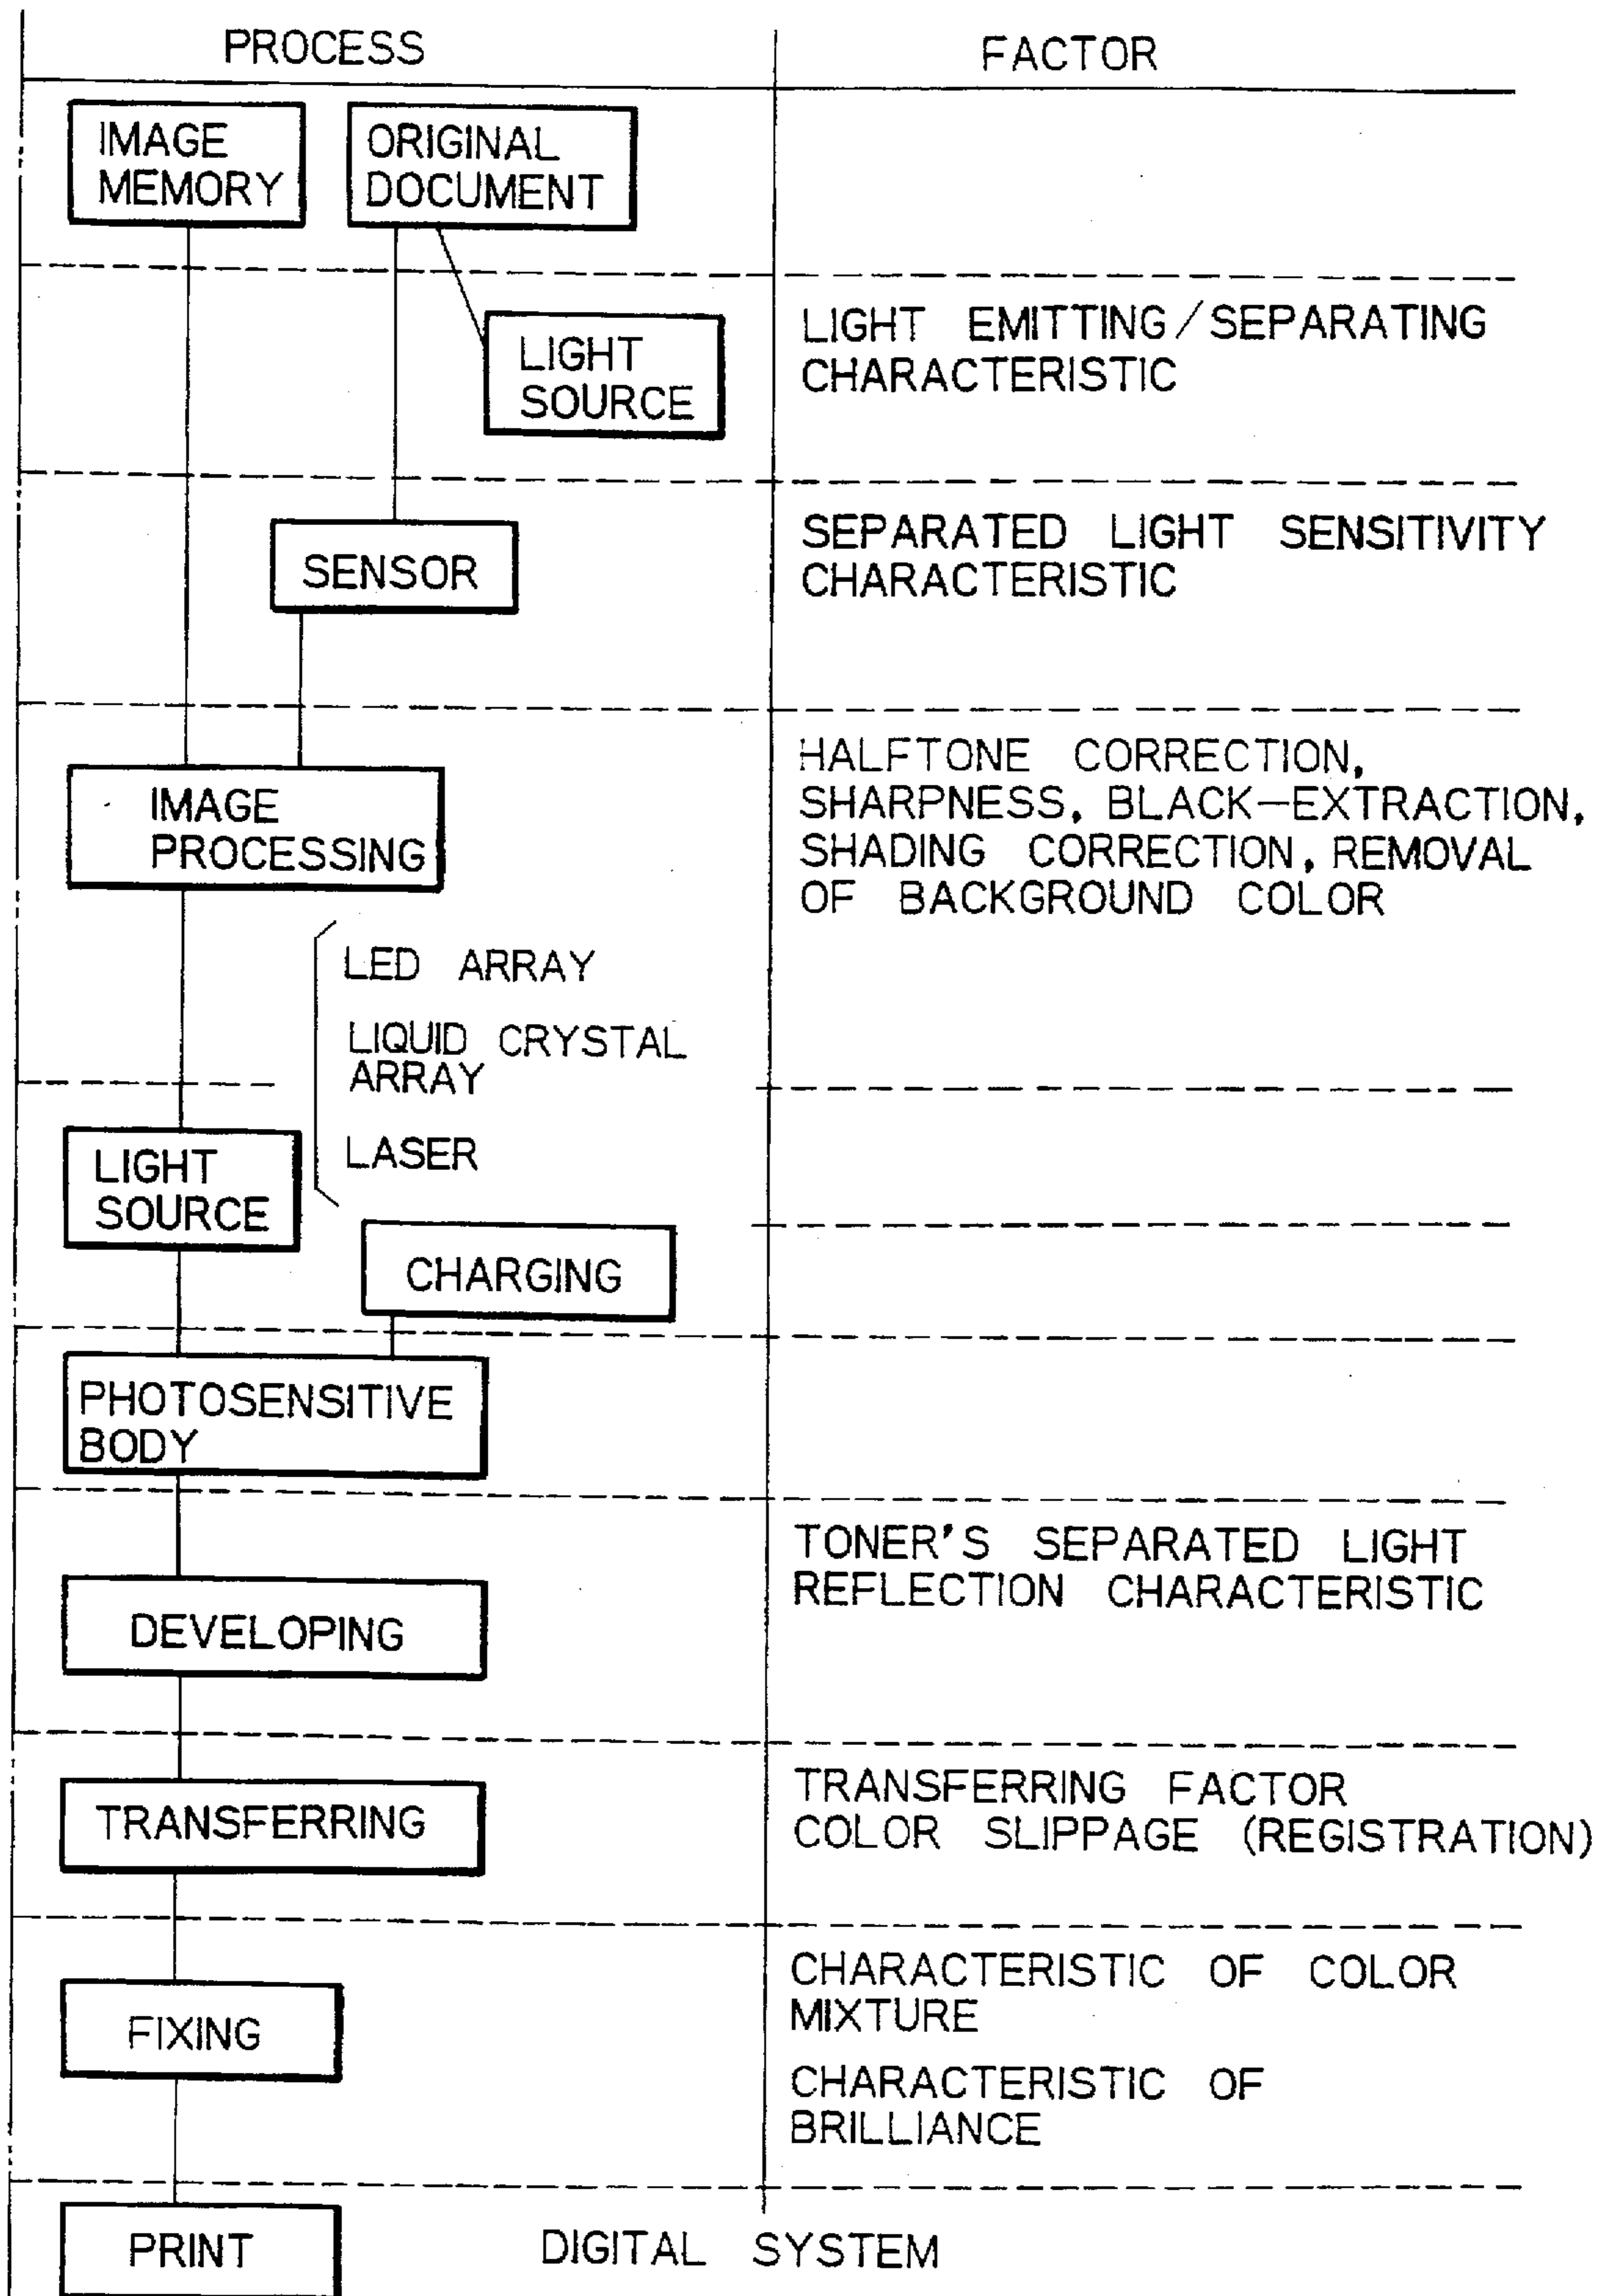 PROCESS
FACTOR
IMAGE
MEMORY
ORIGINAL
DOCUMENT
LIGHT
SOURCE
LIGHT EMITTING/SEPARATING
CHARACTERISTIC
SENSOR
SEPARATED LIGHT SENSITIVITY
CHARACTERISTIC
IMAGE
PROCESSING
HALFTONE CORRECTION,
SHARPNESS, BLACK-EXTRACTION,
SHADING CORRECTION, REMOVAL
OF BACKGROUND COLOR
LED ARRAY
LIQUID CRYSTAL
ARRAY
LASER
LIGHT
SOURCE
CHARGING
PHOTOSENSITIVE
BODY
DEVELOPING
TONER'S SEPARATED LIGHT
REFLECTION CHARACTERISTIC
TRANSFERRING
TRANSFERRING FACTOR
COLOR SLIPPAGE (REGISTRATION)
FIXING
CHARACTERISTIC OF COLOR
MIXTURE
CHARACTERISTIC OF
BRILLIANCE
PRINT
DIGITAL SYSTEM